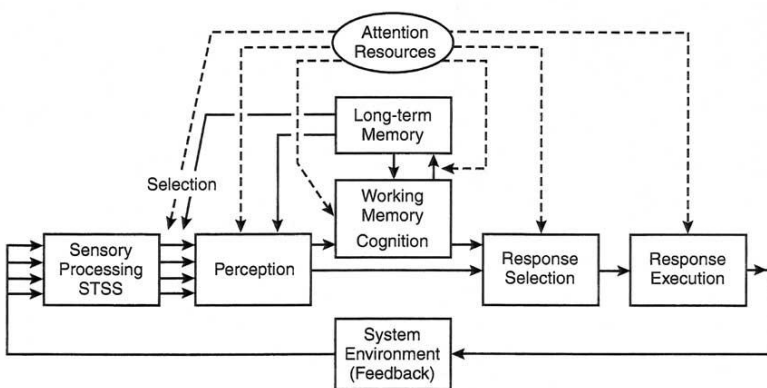 Attention
Resources
Long-term
Memory
Selection
Working
Memory
Cognition
Sensory
Processing
STSS
Perception
Response
Selection
Response
Execution
System
Environment
(Feedback)